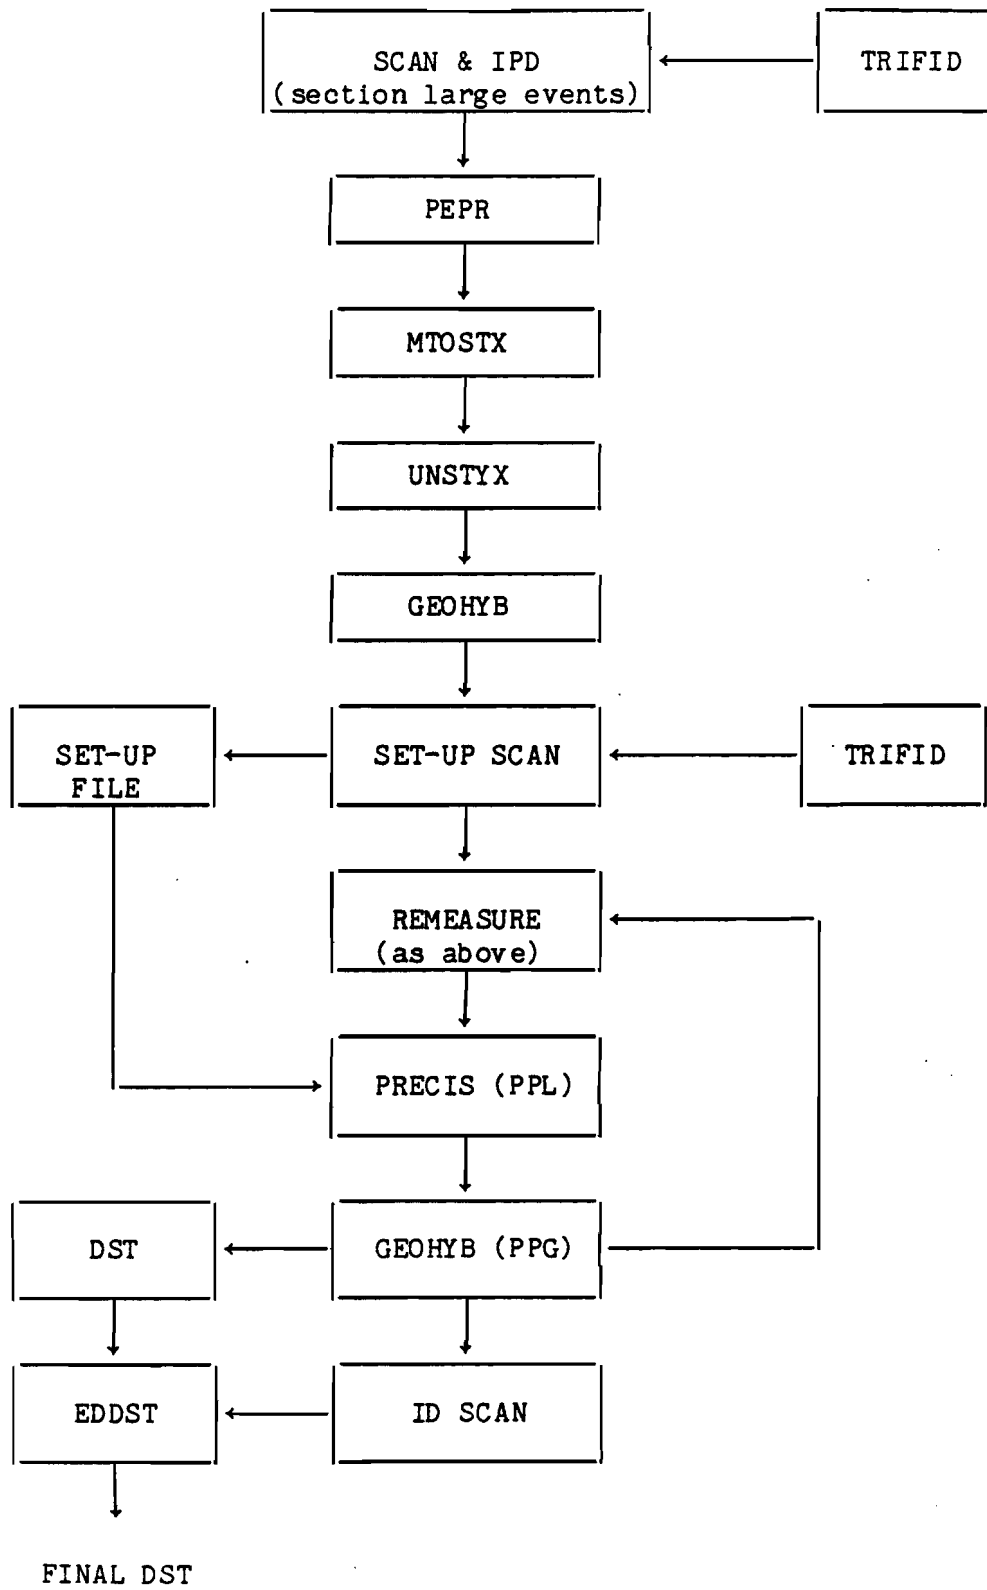 SCAN & IPD
(section large events)
TRIFID
PEPR
MTOSTX
UNSTYX
GEOHYB
SET-UP
FILE
SET-UP SCAN
TRIFID
REMEASURE
(as above)
PRECIS (PPL)
DST
GEOHYB (PPG)
EDDST
ID SCAN
FINAL DST